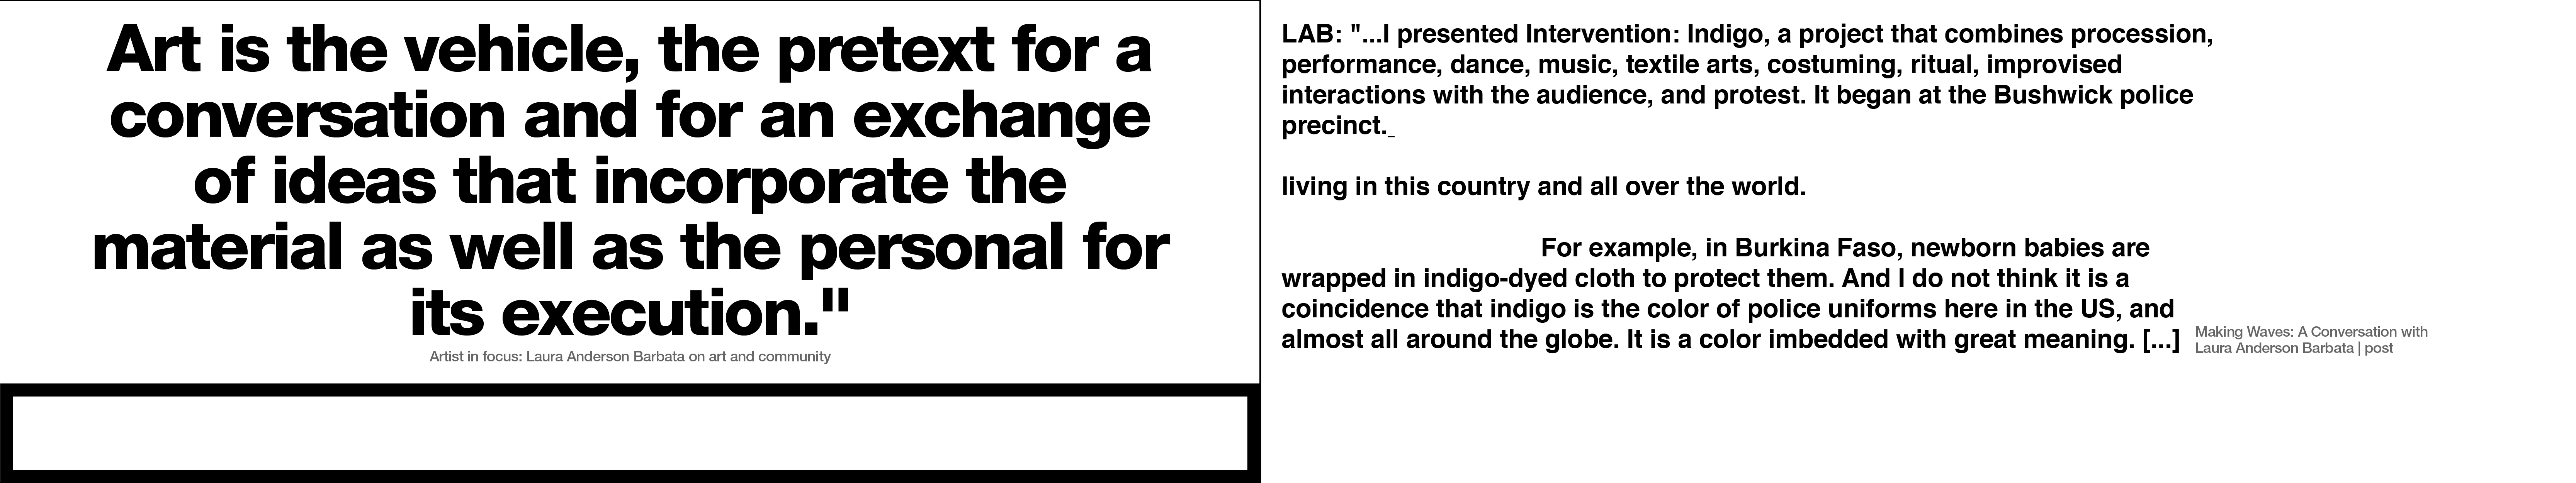 Art is the vehicle, the pretext for a
conversation and for an exchange
of ideas that incorporate the
material as well as the personal for
its execution."
Artist in focus: Laura Anderson Barbata on art and community
LAB: "...I presented Intervention: Indigo, a project that combines procession,
performance, dance, music, textile arts, costuming, ritual, improvised
interactions with the audience, and protest. It began at the Bushwick police
precinct._
living in this country and all over the world.
For example, in Burkina Faso, newborn babies are
wrapped in indigo-dyed cloth to protect them. And I do not think it is a
coincidence that indigo is the color of police uniforms here in the US, and
almost all around the globe. It is a color imbedded with great meaning. [...]
Making Waves: A Conversation with
Laura Anderson Barbata | post